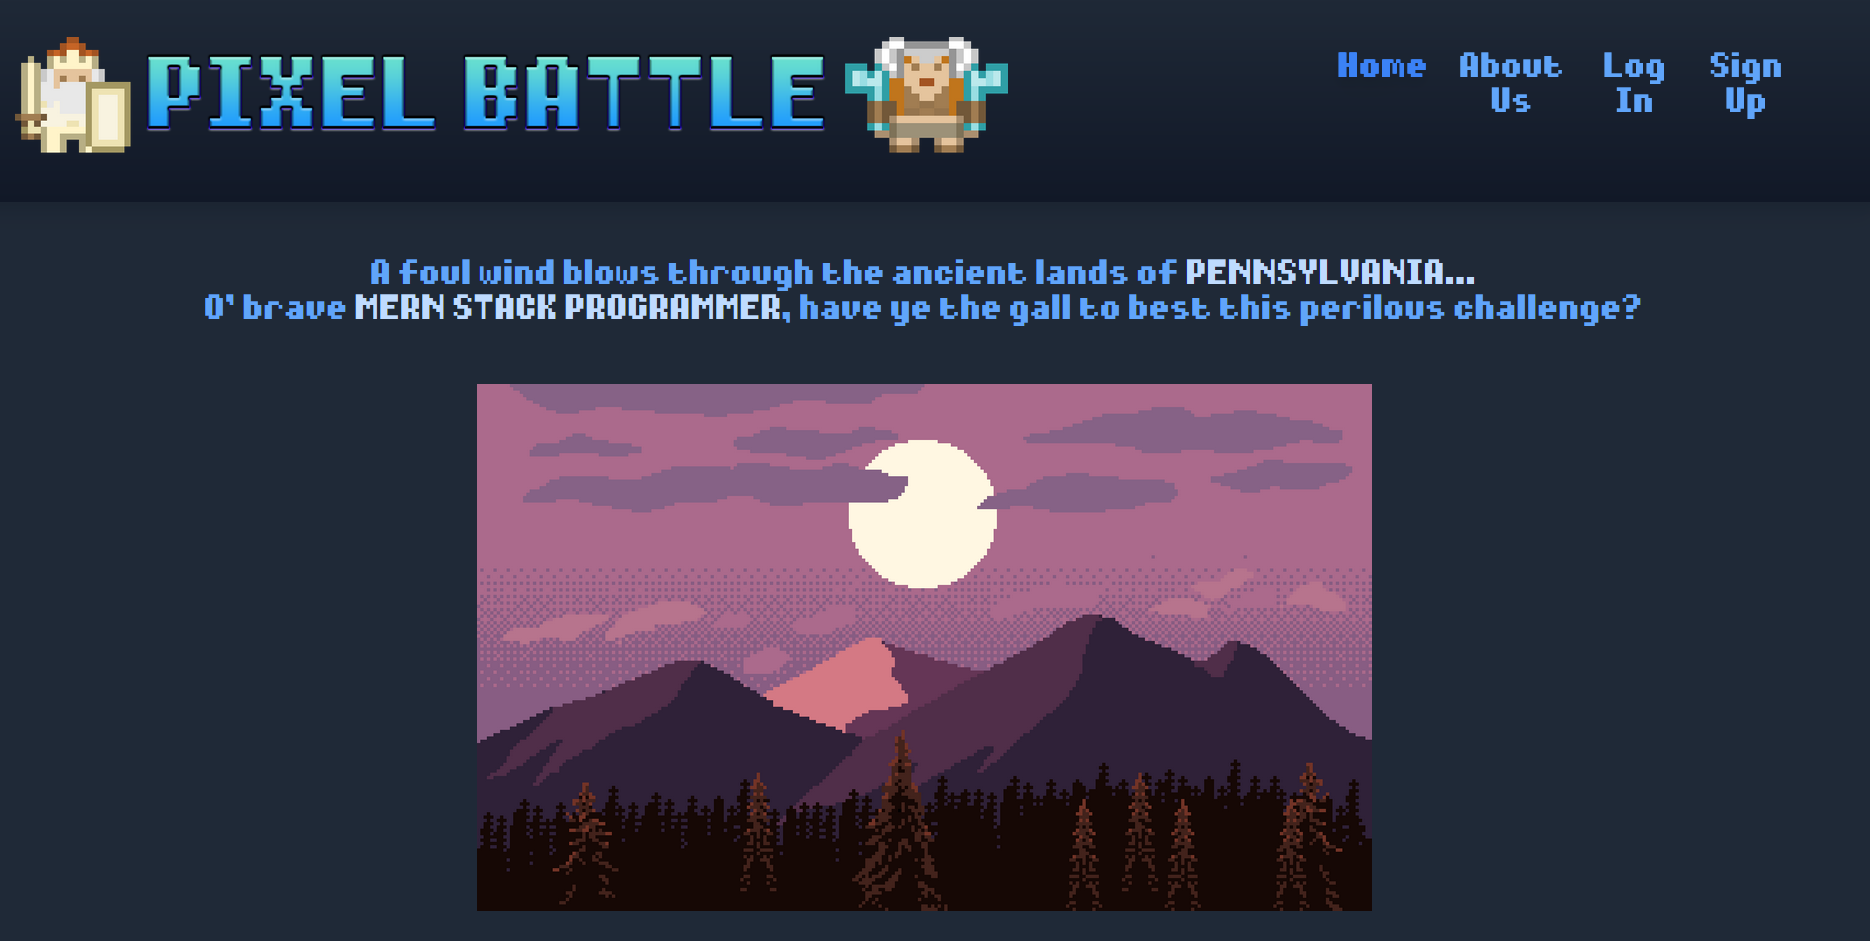 PIXEL BATTLE
Home
About
Us
Log
In
Sign
Up
A foul wind blows through the ancient lands of PENNSYLVANIA...
O' brave MERN STACK PROGRAMMER, have ye the gall to best this perilous challenge?